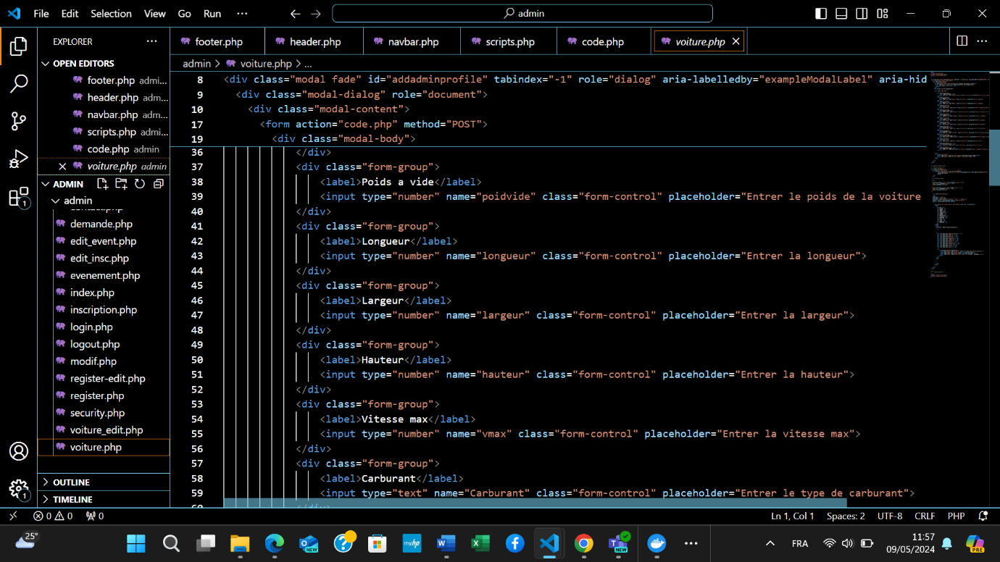 File Edit Selection View Go Run ···
admin
EXPLORER ···
footer.php header.php navbar.php scripts.php code.php voiture.php
OPEN EDITORS
footer.php admi...
header.php adm...
navbar.php adm...
scripts.php admi...
code.php admin
voiture.php admin
ADMIN
admin
demande.php
edit_event.php
edit_insc.php
evenement.php
index.php
inscription.php
login.php
logout.php
modif.php
register-edit.php
register.php
security.php
voiture_edit.php
voiture.php
OUTLINE
TIMELINE
1
1
admin > voiture.php > ...
8 <div class="modal fade" id="addadminprofile" tabindex="-1" role="dialog" aria-labelledby="exampleModalLabel" aria-hid
9 <div class="modal-dialog" role="document">
10 <div class="modal-content">
17 <form action="code.php" method="POST">
19 <div class="modal-body">
36 </div>
37 <div class="form-group">
38 <label>Poids a vide</label>
39 <input type="number" name="poidvide" class="form-control" placeholder="Entrer le poids de la voiture
40 </div>
41 <div class="form-group">
42 <label>Longueur</label>
43 <input type="number" name="longueur" class="form-control" placeholder="Entrer la longueur">
44 </div>
45 <div class="form-group">
46 <label>Largeur</label>
47 <input type="number" name="largeur" class="form-control" placeholder="Entrer la largeur">
48 </div>
49 <div class="form-group">
50 <label>Hauteur</label>
51 <input type="number" name="hauteur" class="form-control" placeholder="Entrer la hauteur">
52 </div>
53 <div class="form-group">
54 <label>Vitesse max</label>
55 <input type="number" name="vmax" class="form-control" placeholder="Entrer la vitesse max">
56 </div>
57 <div class="form-group">
58 <label>Carburant</label>
59 <input type="text" name="Carburant" class="form-control" placeholder="Entrer le type de carburant">
0 0 0
Ln 1, Col 1 Spaces: 2 UTF-8 CRLF PHP
25°
NEW
myhp
NEW
FRA
11:57
09/05/2024
PRE